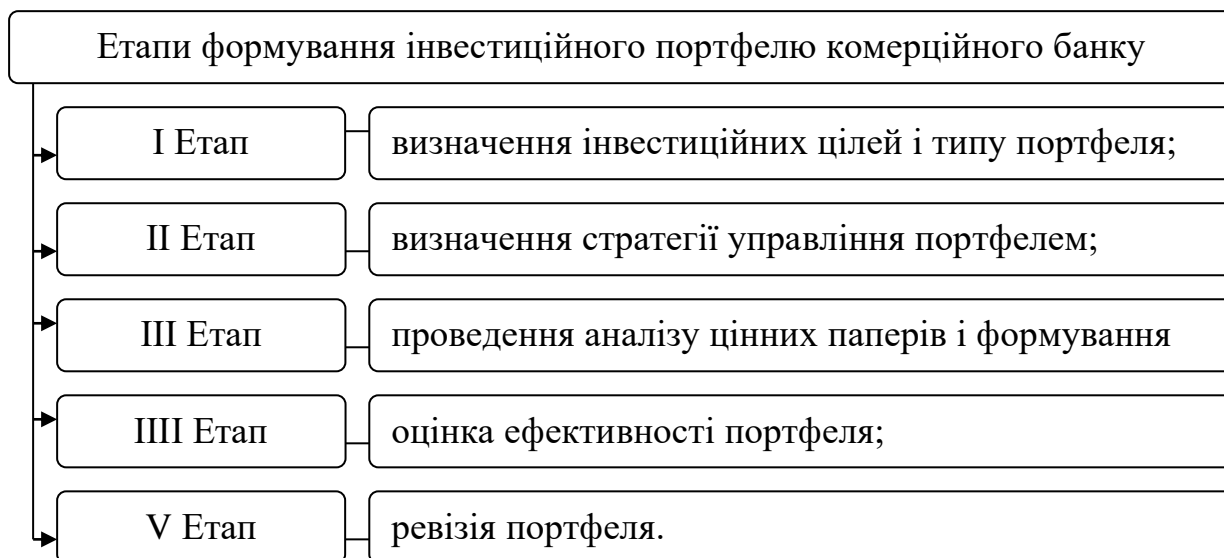 Етапи формування інвестиційного портфелю комерційного банку
І Етап
визначення інвестиційних цілей і типу портфеля;
ІІ Етап
визначення стратегії управління портфелем;
ІІІ Етап
проведення аналізу цінних паперів і формування
ІІІІ Етап
оцінка ефективності портфеля;
V Етап
ревізія портфеля.